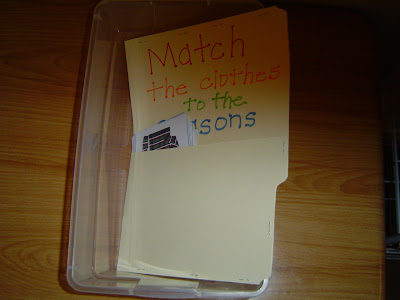 Match
the clothes
to the
seasons